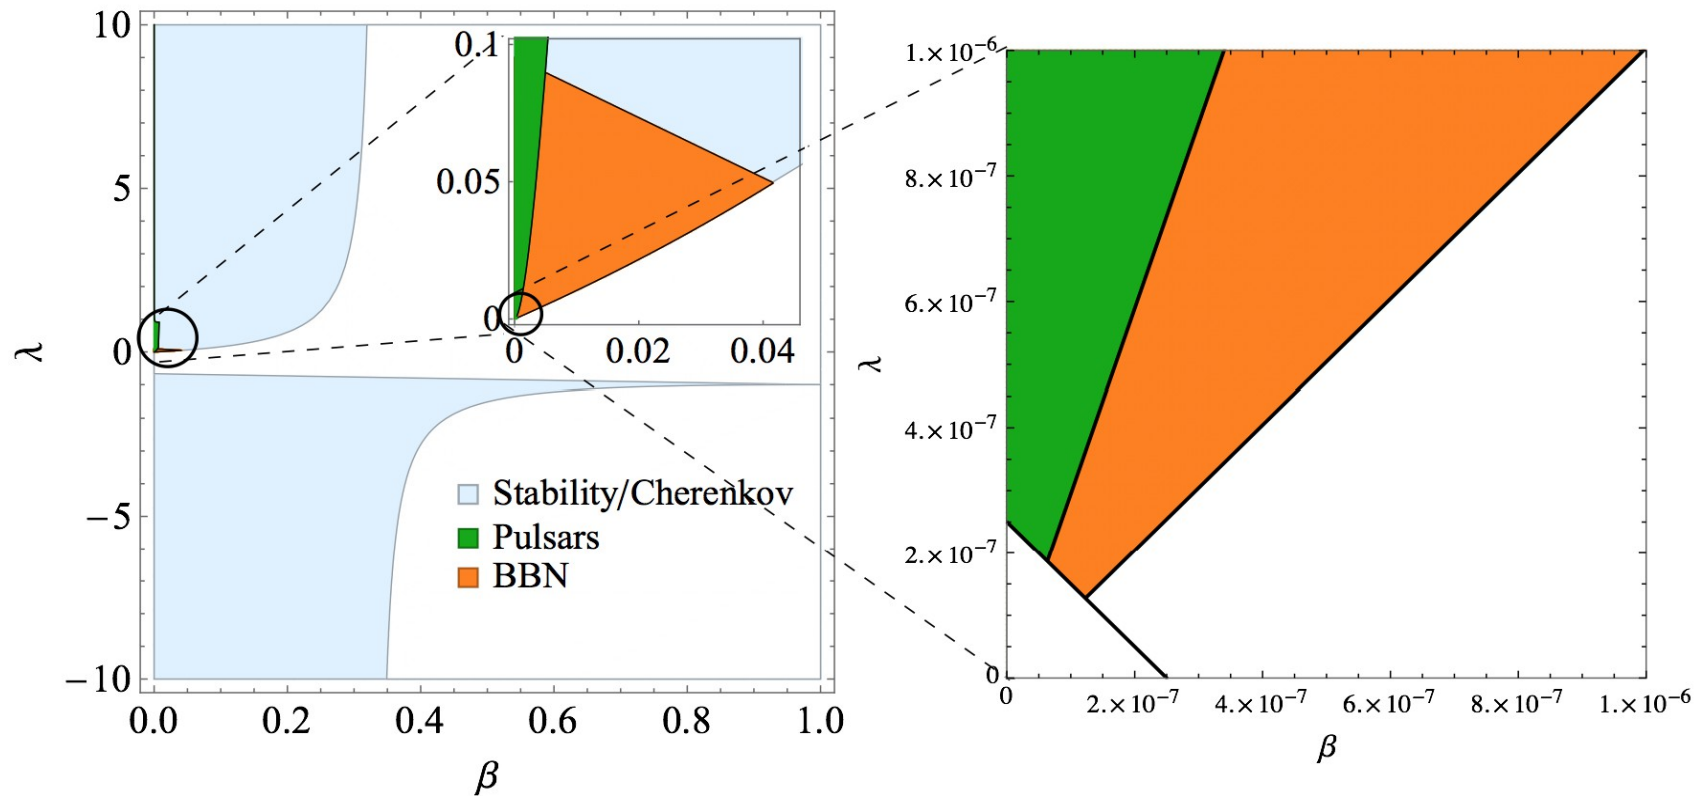 10
5
0
−5
−10
λ
0.0 0.2 0.4 0.6 0.8 1.0
β
0.1
0.05
0
0 0.02 0.04
Stability/Cherenkov
Pulsars
BBN
1.×10⁻⁶
8.×10⁻⁷
6.×10⁻⁷
4.×10⁻⁷
2.×10⁻⁷
0
λ
0 2.×10⁻⁷ 4.×10⁻⁷ 6.×10⁻⁷ 8.×10⁻⁷ 1.×10⁻⁶
β